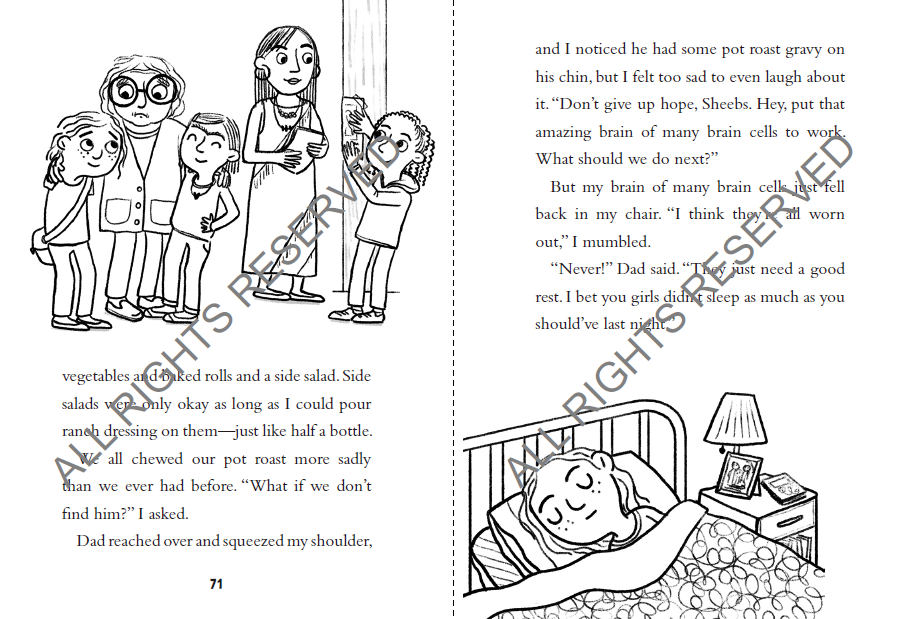 vegetables and baked rolls and a side salad. Side
salads were only okay as long as I could pour
ranch dressing on them—just like half a bottle.
We all chewed our pot roast more sadly
than we ever had before. “What if we don’t
find him?” I asked.
Dad reached over and squeezed my shoulder,
71
ALL RIGHTS RESERVED
and I noticed he had some pot roast gravy on
his chin, but I felt too sad to even laugh about
it. “Don’t give up hope, Sheebs. Hey, put that
amazing brain of many brain cells to work.
What should we do next?”
But my brain of many brain cells just fell
back in my chair. “I think they’re all worn
out,” I mumbled.
“Never!” Dad said. “They just need a good
rest. I bet you girls didn’t sleep as much as you
should’ve last night.”
ALL RIGHTS RESERVED